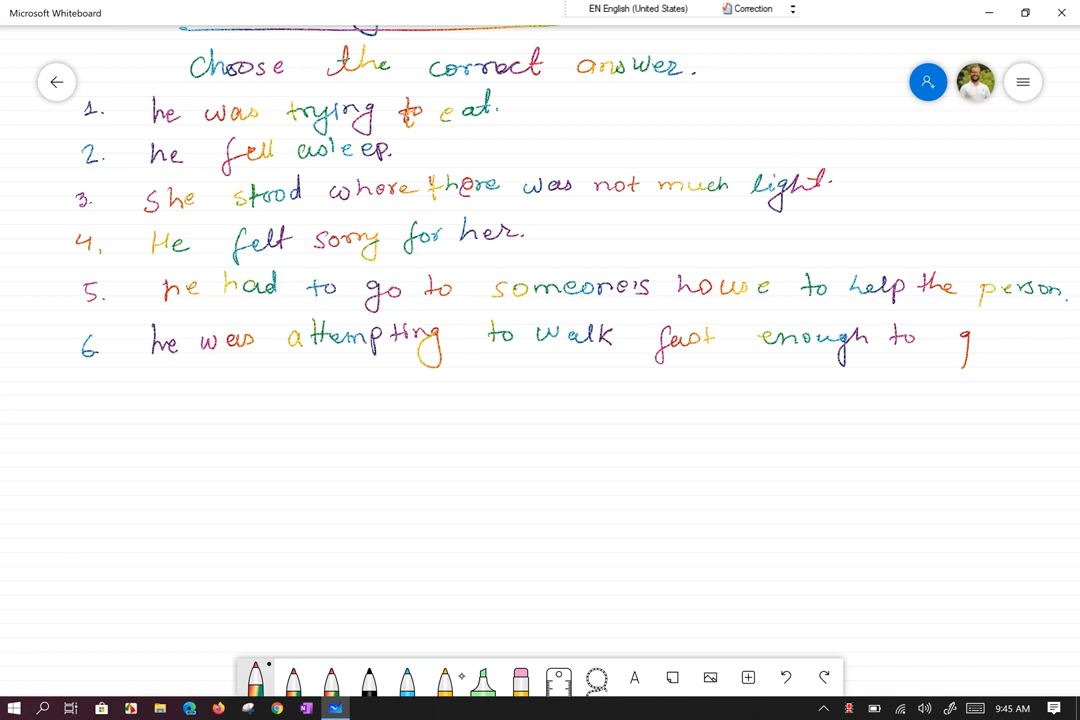 Microsoft Whiteboard
EN English (United States) Correction
choose the correct answer.
1. he was trying to eat.
2. he fell asleep.
3. She stood where there was not much light.
4. He felt sorry for her.
5. he had to go to someone's house to help the person.
6 he was attempting to walk fast enough to g
9:45 AM